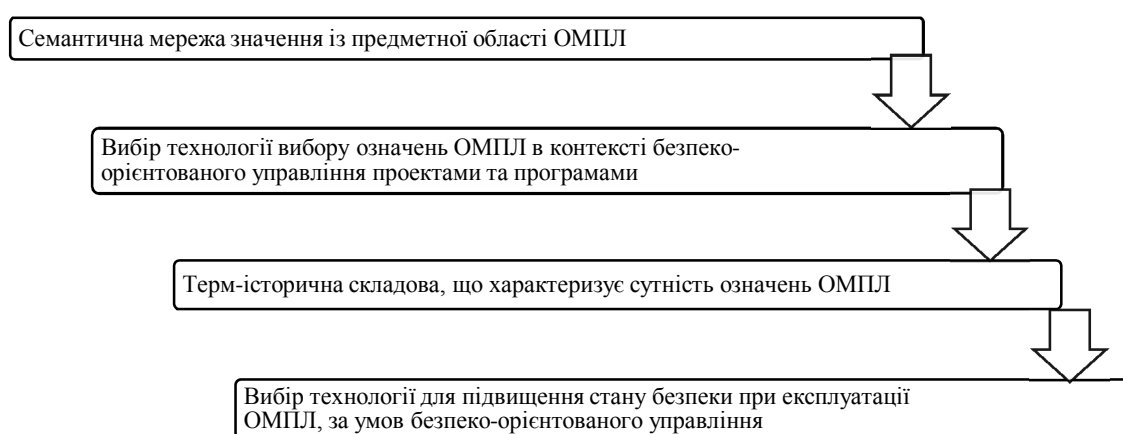 Семантична мережа значення із предметної області ОМПЛ
Вибір технології вибору означень ОМПЛ в контексті безпеко-
орієнтованого управління проектами та програмами
Терм-історична складова, що характеризує сутність означень ОМПЛ
Вибір технології для підвищення стану безпеки при експлуатації
ОМПЛ, за умов безпеко-орієнтованого управління